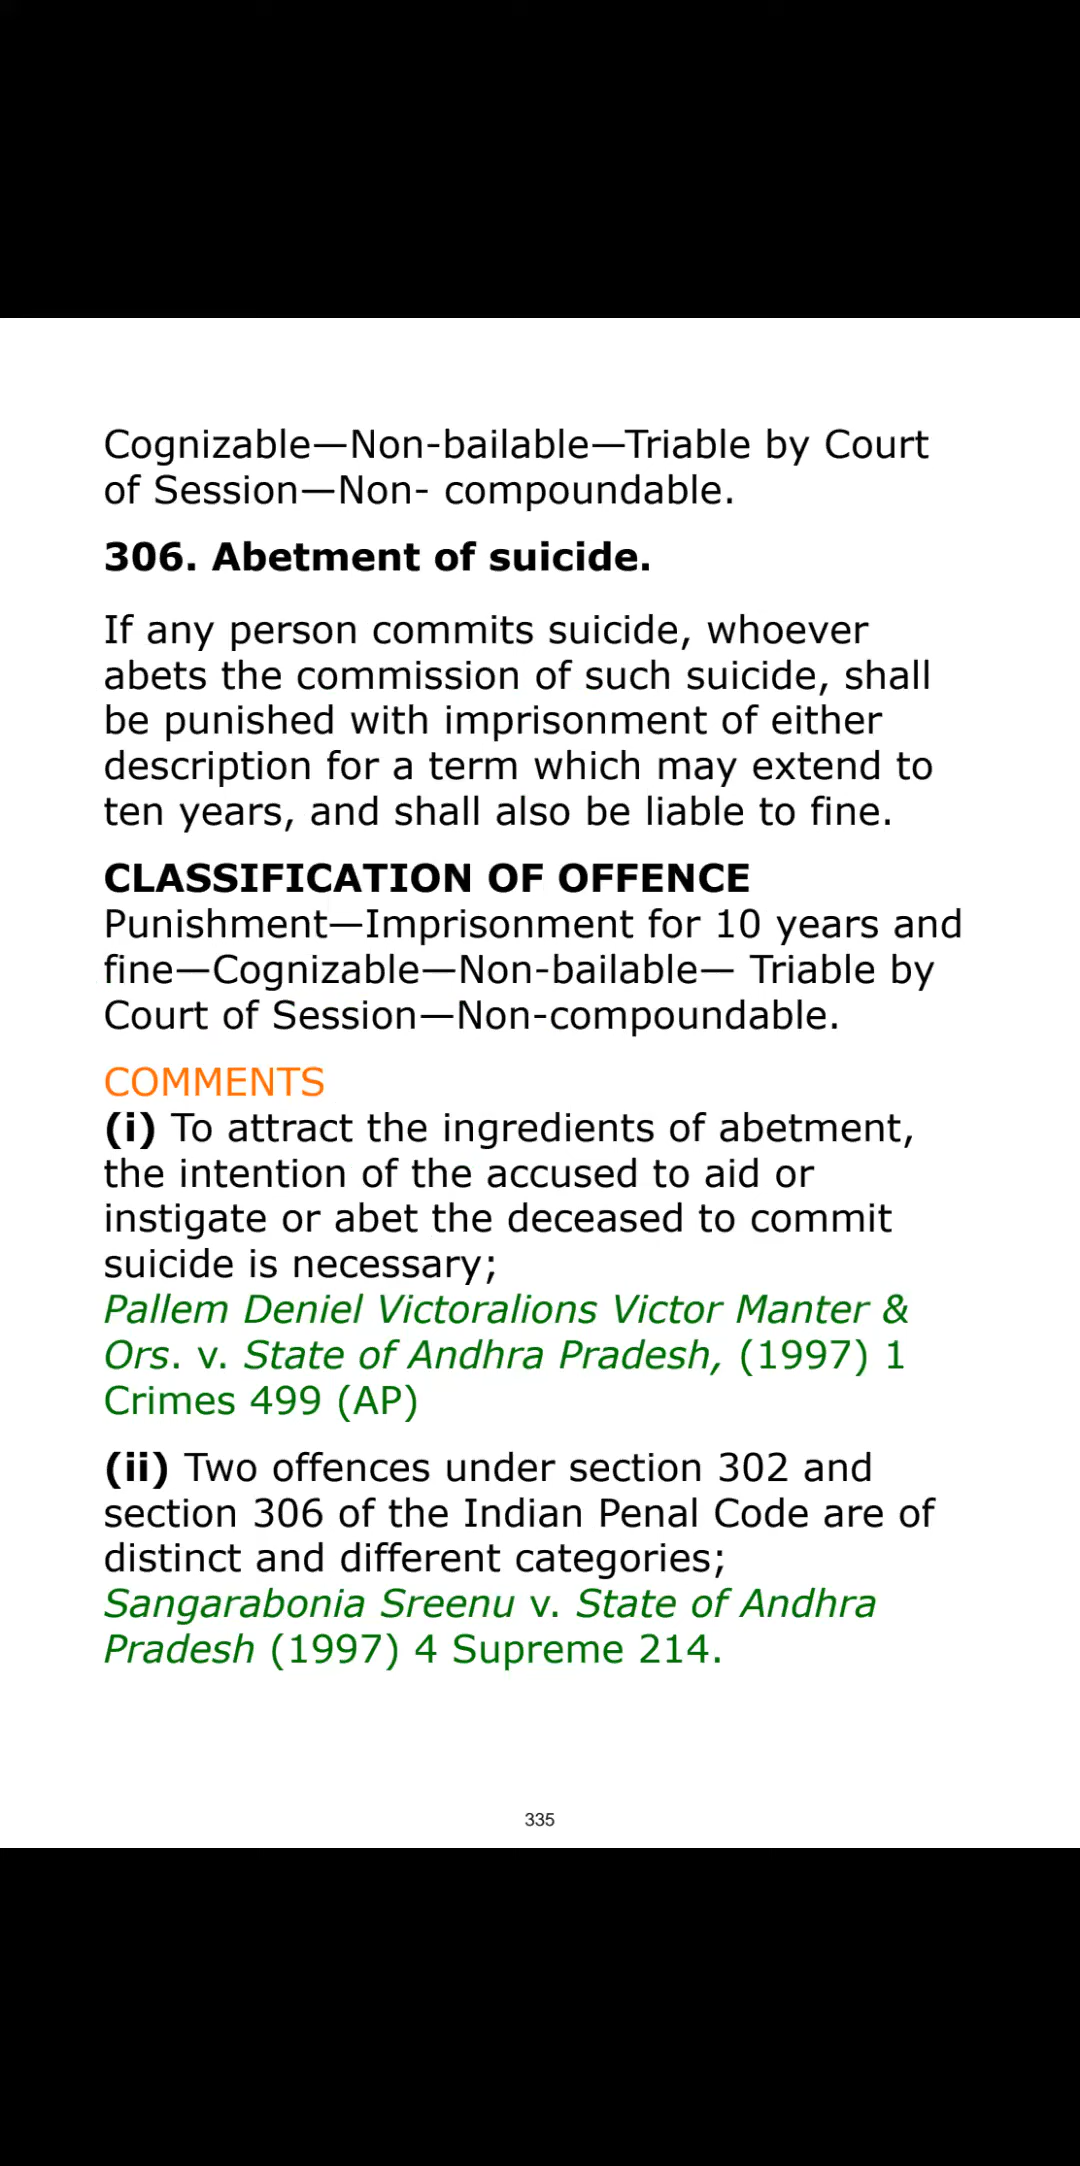 Cognizable—Non-bailable—Triable by Court
of Session—Non- compoundable.
306. Abetment of suicide.
If any person commits suicide, whoever
abets the commission of such suicide, shall
be punished with imprisonment of either
description for a term which may extend to
ten years, and shall also be liable to fine.
CLASSIFICATION OF OFFENCE
Punishment—Imprisonment for 10 years and
fine—Cognizable—Non-bailable— Triable by
Court of Session—Non-compoundable.
COMMENTS
(i) To attract the ingredients of abetment,
the intention of the accused to aid or
instigate or abet the deceased to commit
suicide is necessary;
Pallem Deniel Victoralions Victor Manter &
Ors. v. State of Andhra Pradesh, (1997) 1
Crimes 499 (AP)
(ii) Two offences under section 302 and
section 306 of the Indian Penal Code are of
distinct and different categories;
Sangarabonia Sreenu v. State of Andhra
Pradesh (1997) 4 Supreme 214.
335